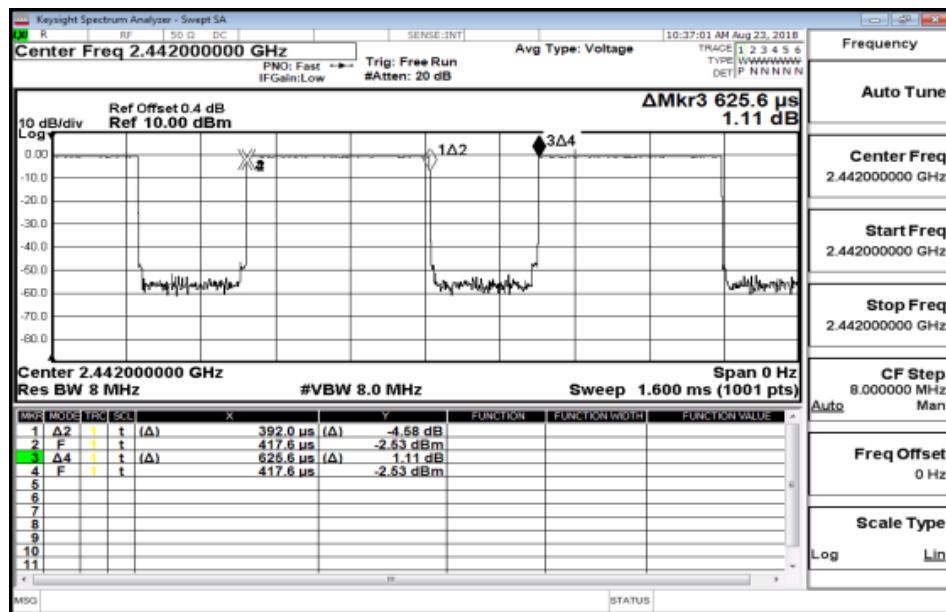 Keysight Spectrum Analyzer - Swept SA
R RF 50 Ω DC SENSE:INT 10:37:01 AM Aug 23, 2018
Center Freq 2.442000000 GHz
PNO: Fast
IFGain:Low
Trig: Free Run
#Atten: 20 dB
Avg Type: Voltage
TRACE 1 2 3 4 5 6
TYPE WWWWWW
DET P N N N N N
ΔMkr3 625.6 µs
1.11 dB
Ref Offset 0.4 dB
Ref 10.00 dBm
10 dB/div
Log
0.00
-10.0
-20.0
-30.0
-40.0
-50.0
-60.0
-70.0
-80.0
1Δ2
3Δ4
Center 2.442000000 GHz
Span 0 Hz
Res BW 8 MHz
#VBW 8.0 MHz
Sweep 1.600 ms (1001 pts)
MKR MODE TRC SCL X Y FUNCTION FUNCTION WIDTH FUNCTION VALUE
1 Δ2 1 t (Δ) 392.0 µs (Δ) -4.58 dB
2 F 1 t 417.6 µs -2.53 dBm
3 Δ4 1 t (Δ) 625.6 µs (Δ) 1.11 dB
4 F 1 t 417.6 µs -2.53 dBm
5
6
7
8
9
10
11
MSG
STATUS
Frequency
Auto Tune
Center Freq
2.442000000 GHz
Start Freq
2.442000000 GHz
Stop Freq
2.442000000 GHz
CF Step
8.000000 MHz
Auto Man
Freq Offset
0 Hz
Scale Type
Log Lin